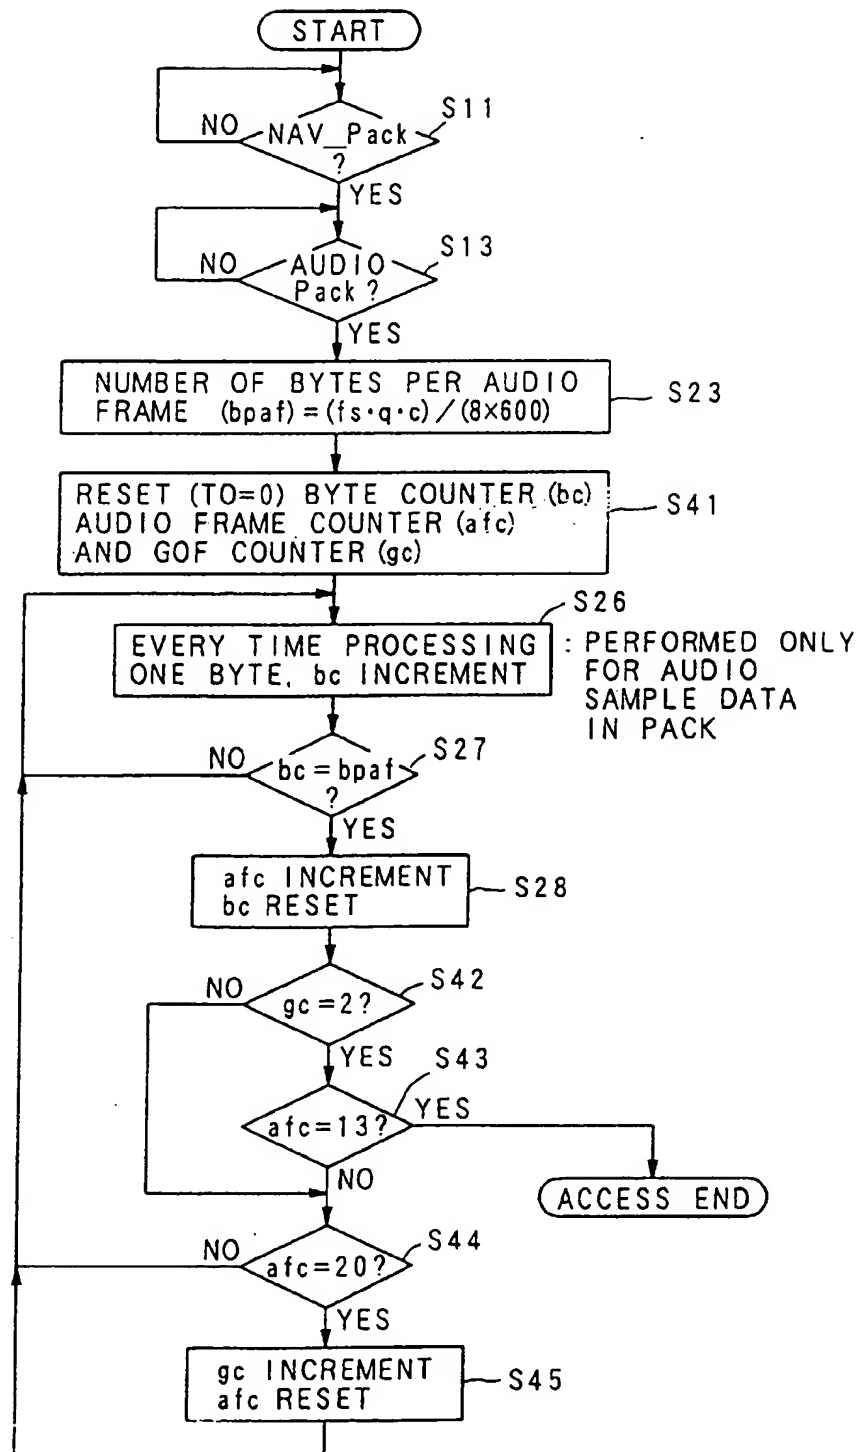 START
S11
NO
NAV_Pack
?
YES
S13
NO
AUDIO
Pack?
YES
NUMBER OF BYTES PER AUDIO
FRAME (bpaf)=(fs·q·c)/(8×600)
S23
RESET (TO=0) BYTE COUNTER (bc)
AUDIO FRAME COUNTER (afc)
AND GOF COUNTER (gc)
S41
S26
EVERY TIME PROCESSING
ONE BYTE, bc INCREMENT
: PERFORMED ONLY
FOR AUDIO
SAMPLE DATA
IN PACK
S27
NO
bc=bpaf
?
YES
afc INCREMENT
bc RESET
S28
S42
NO
gc=2?
YES
S43
YES
afc=13?
NO
ACCESS END
S44
NO
afc=20?
YES
gc INCREMENT
afc RESET
S45